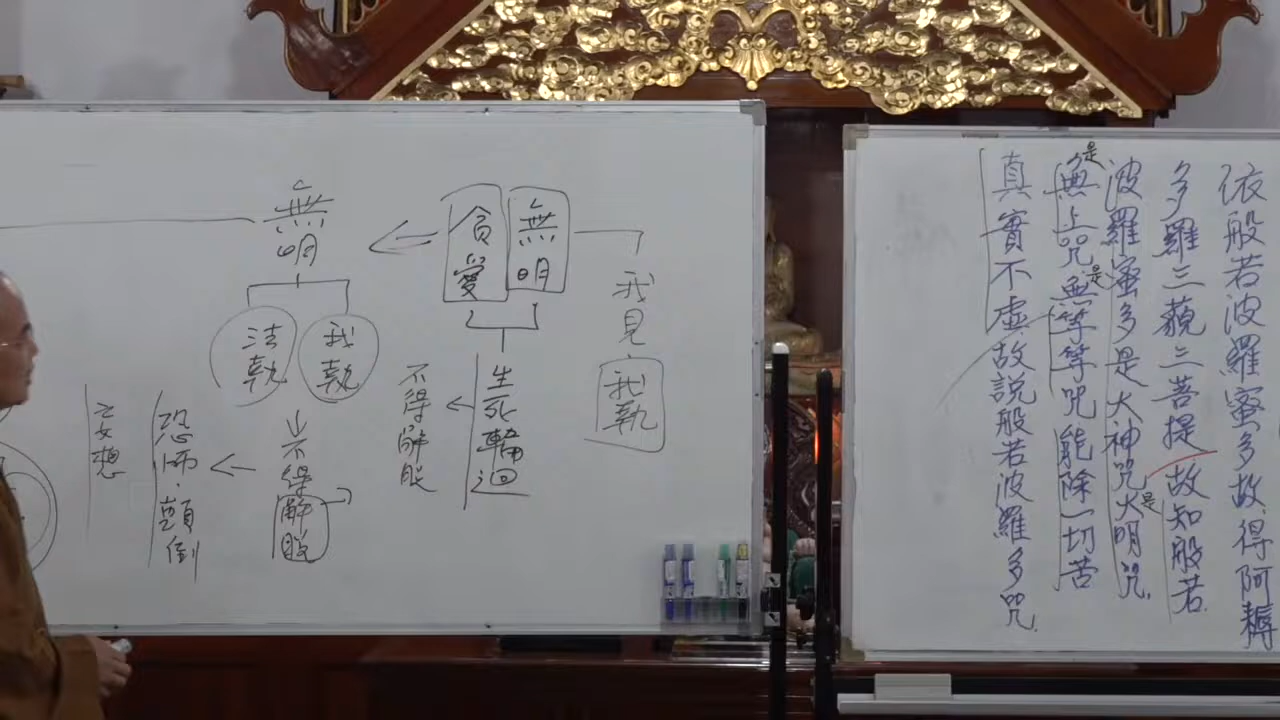 依般若波羅蜜多故，得阿耨
多羅三藐三菩提故知般若
波羅蜜多是大神咒是大明咒
是無上咒是無等等咒能除一切苦
真實不虛故說般若波羅多咒
我見、我執
無明
貪愛
生死輪迴
不得解脫
無明
我執
法執
不得解脫
恐怖、顛倒
妄想